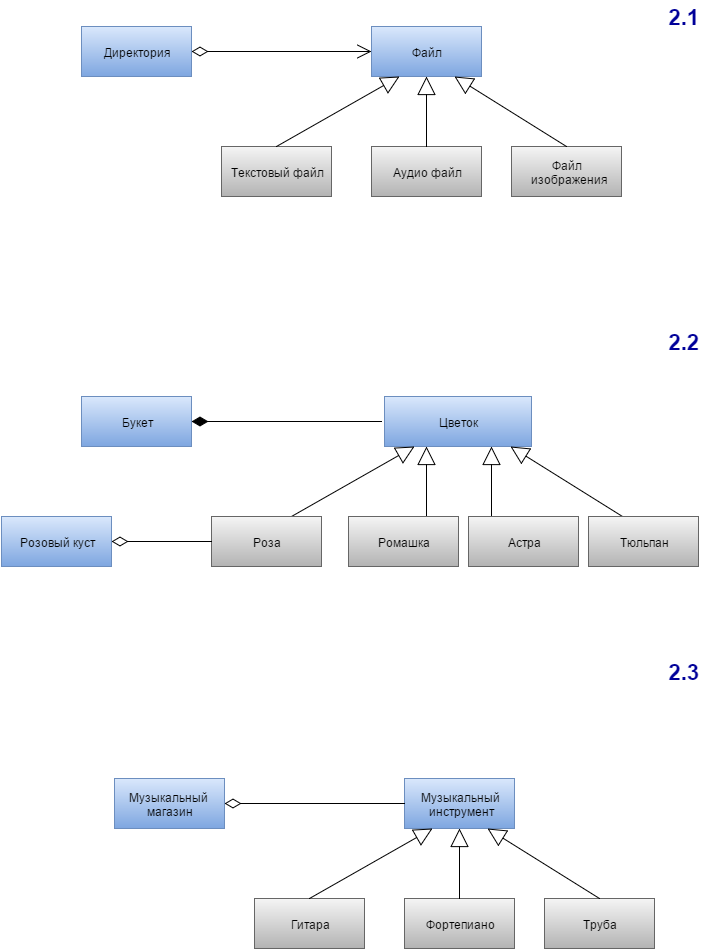 2.1
Директория
Файл
Текстовый файл
Аудио файл
Файл
изображения
2.2
Букет
Цветок
Розовый куст
Роза
Ромашка
Астра
Тюльпан
2.3
Музыкальный
магазин
Музыкальный
инструмент
Гитара
Фортепиано
Труба